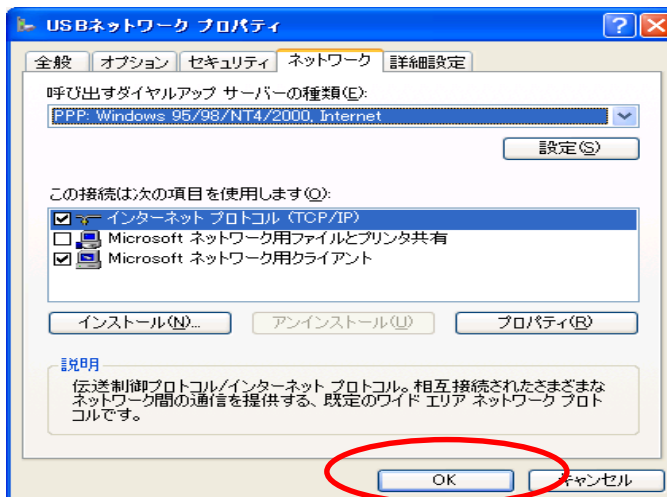 USBネットワーク プロパティ
全般 オプション セキュリティ ネットワーク 詳細設定
呼び出すダイヤルアップ サーバーの種類(E):
PPP: Windows 95/98/NT4/2000, Internet
設定(S)
この接続は次の項目を使用します(O):
インターネット プロトコル (TCP/IP)
Microsoft ネットワーク用ファイルとプリンタ共有
Microsoft ネットワーク用クライアント
インストール(N)... アンインストール(U) プロパティ(R)
説明
伝送制御プロトコル/インターネット プロトコル。相互接続されたさまざまな
ネットワーク間の通信を提供する、既定のワイド エリア ネットワーク プロト
コルです。
OK キャンセル